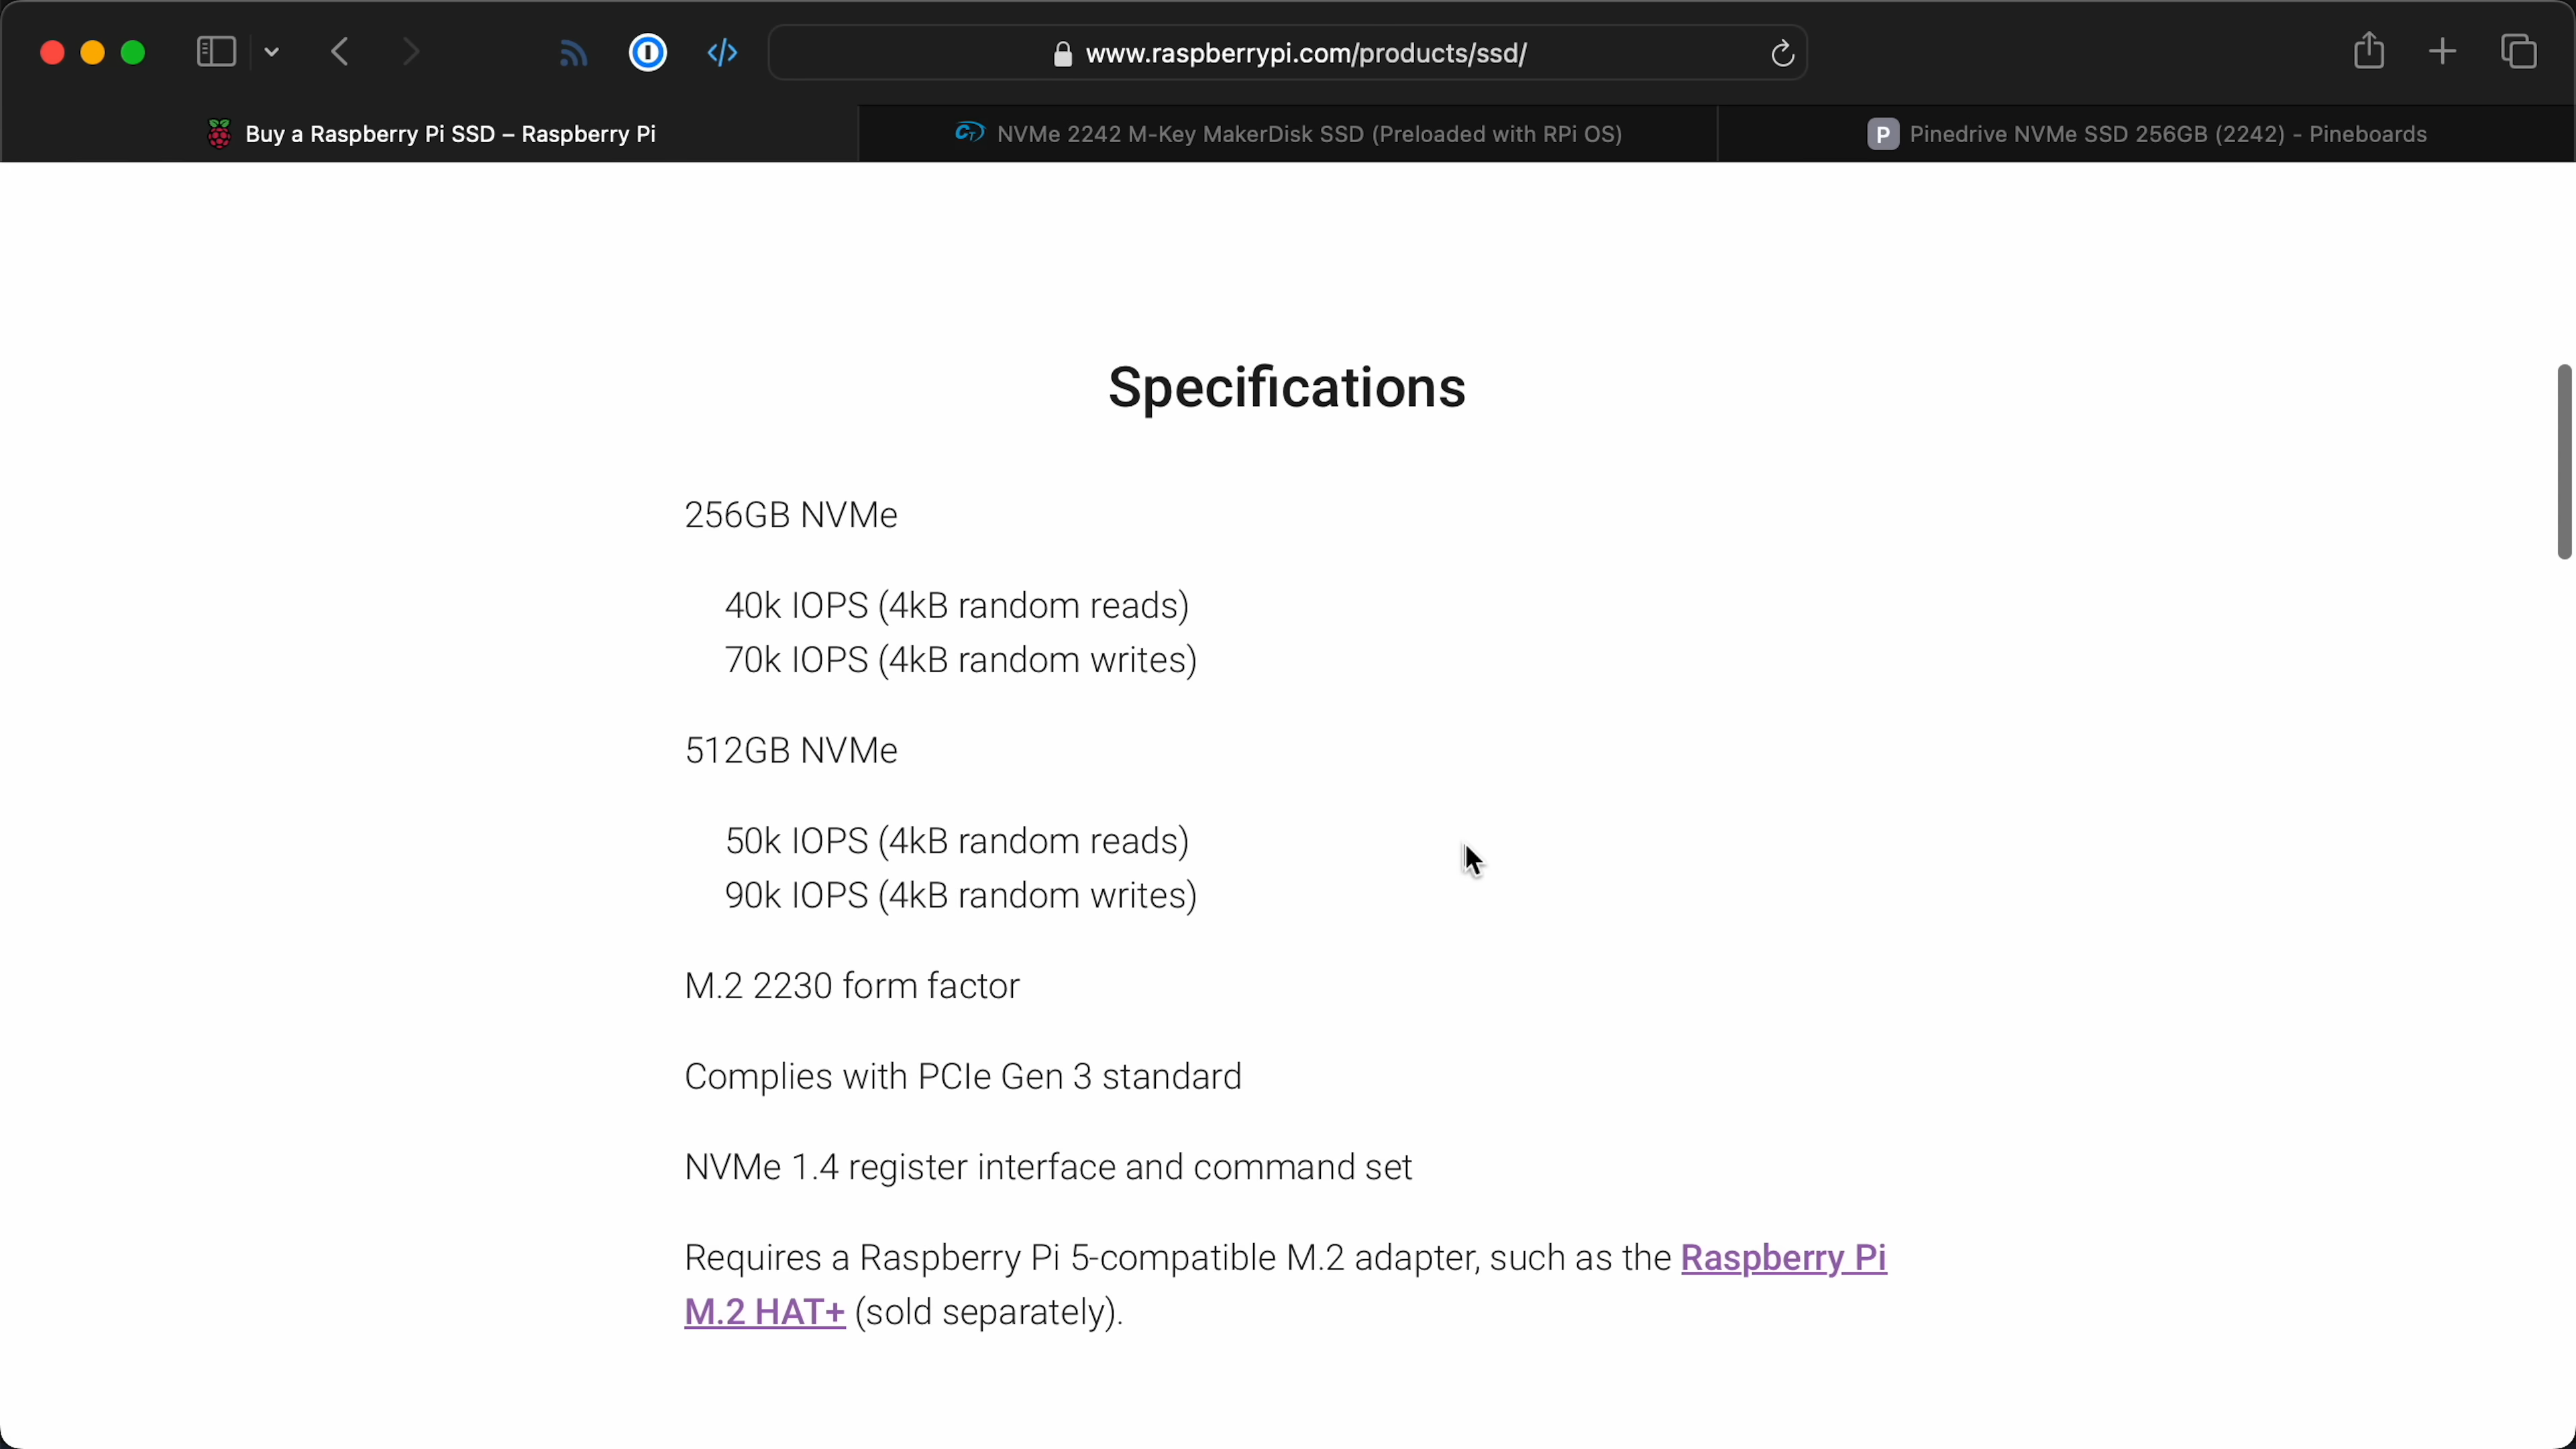 www.raspberrypi.com/products/ssd/
Buy a Raspberry Pi SSD – Raspberry Pi
NVMe 2242 M-Key MakerDisk SSD (Preloaded with RPi OS)
P Pinedrive NVMe SSD 256GB (2242) - Pineboards
Specifications
256GB NVMe
40k IOPS (4kB random reads)
70k IOPS (4kB random writes)
512GB NVMe
50k IOPS (4kB random reads)
90k IOPS (4kB random writes)
M.2 2230 form factor
Complies with PCIe Gen 3 standard
NVMe 1.4 register interface and command set
Requires a Raspberry Pi 5-compatible M.2 adapter, such as the Raspberry Pi
M.2 HAT+ (sold separately).